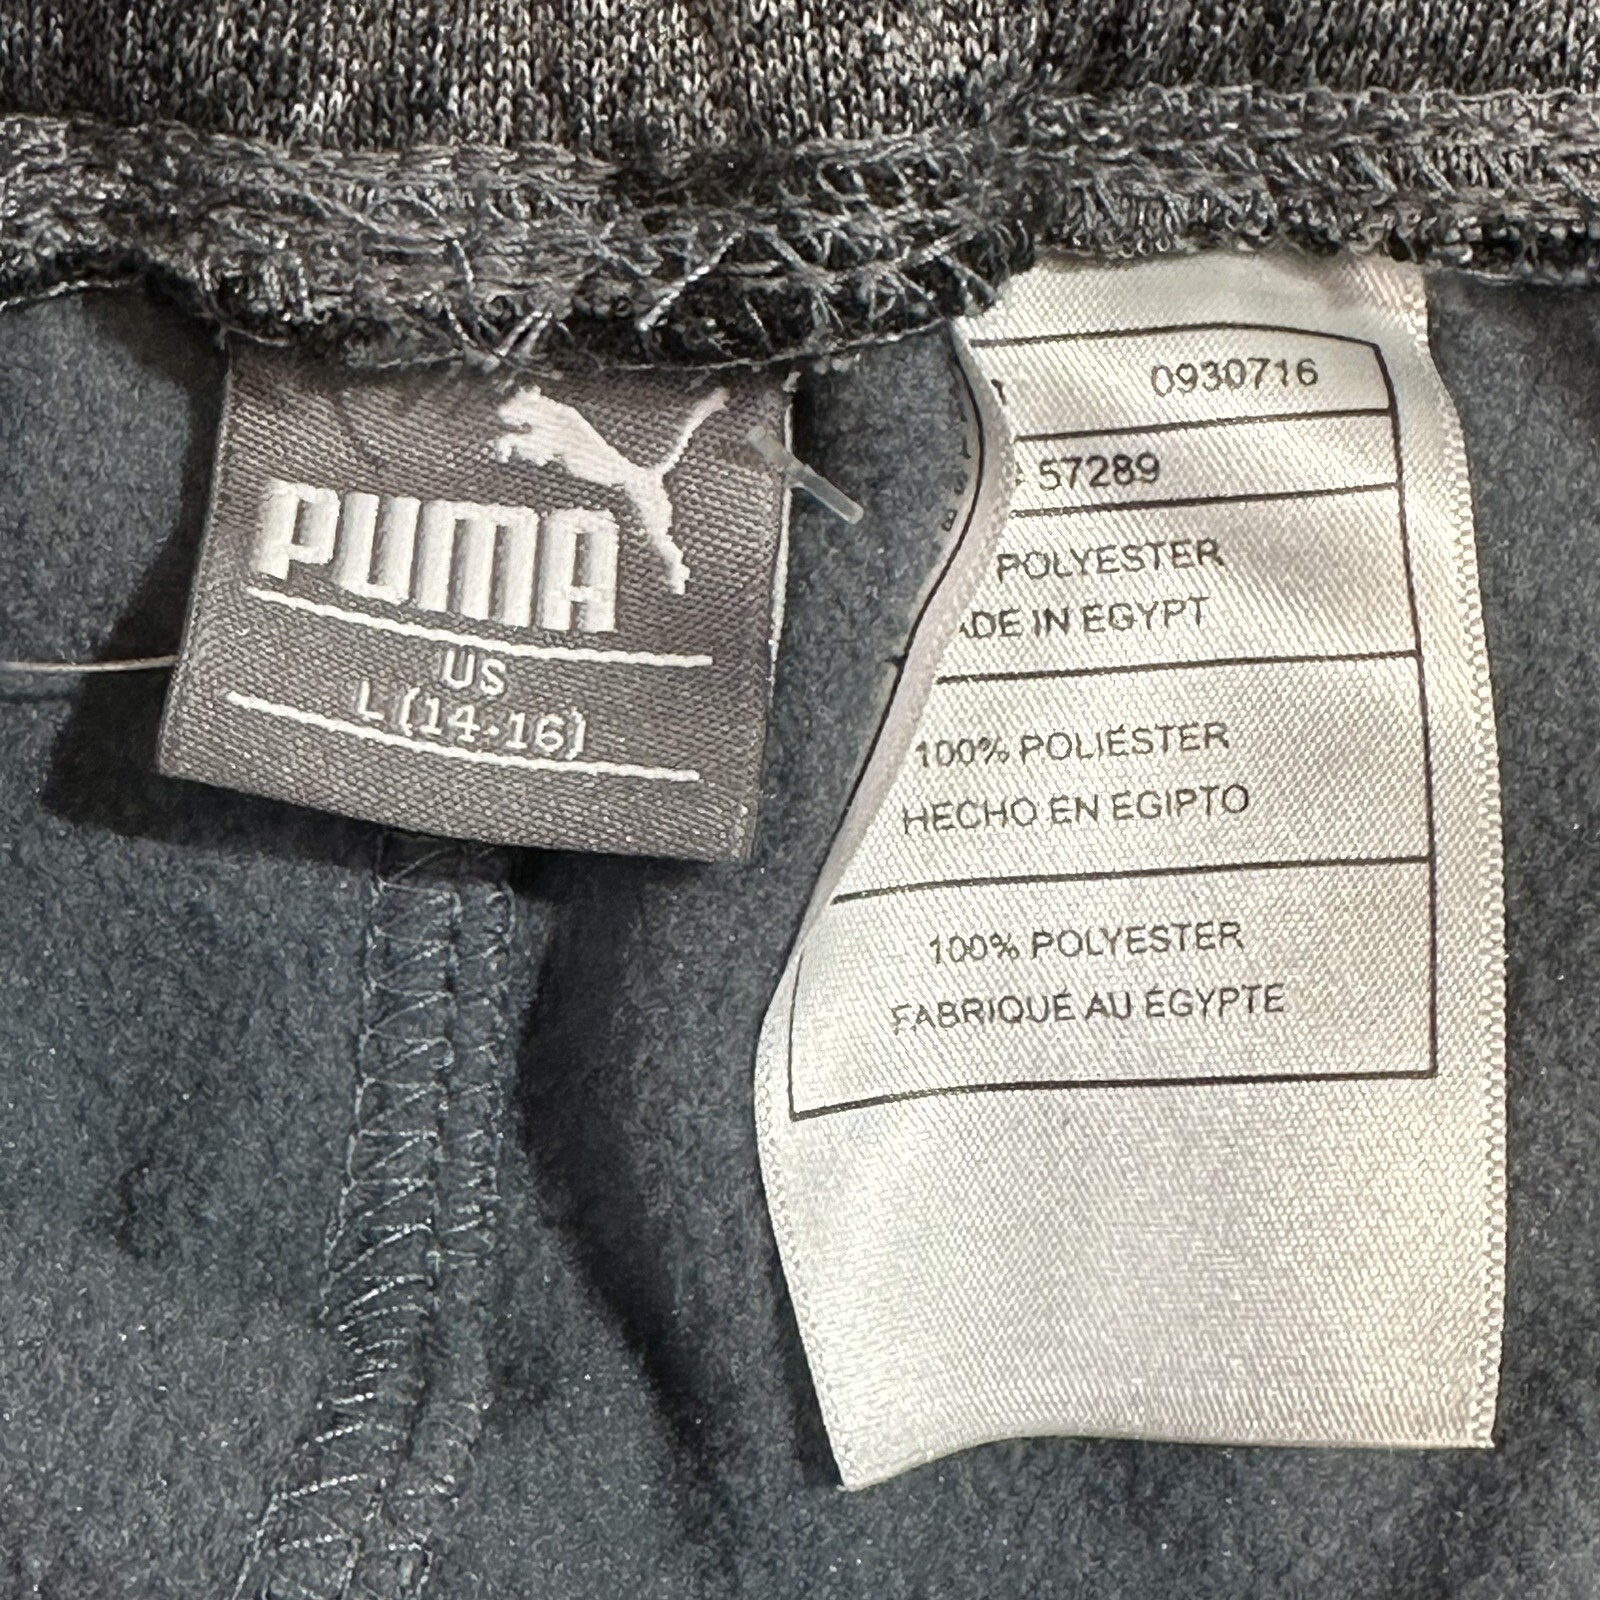 PUMA
US
L (14-16)
0930716
57289
POLYESTER
IN EGYPT
100% POLIÉSTER
HECHO EN EGIPTO
100% POLYESTER
FABRIQUÉ AU ÉGYPTE